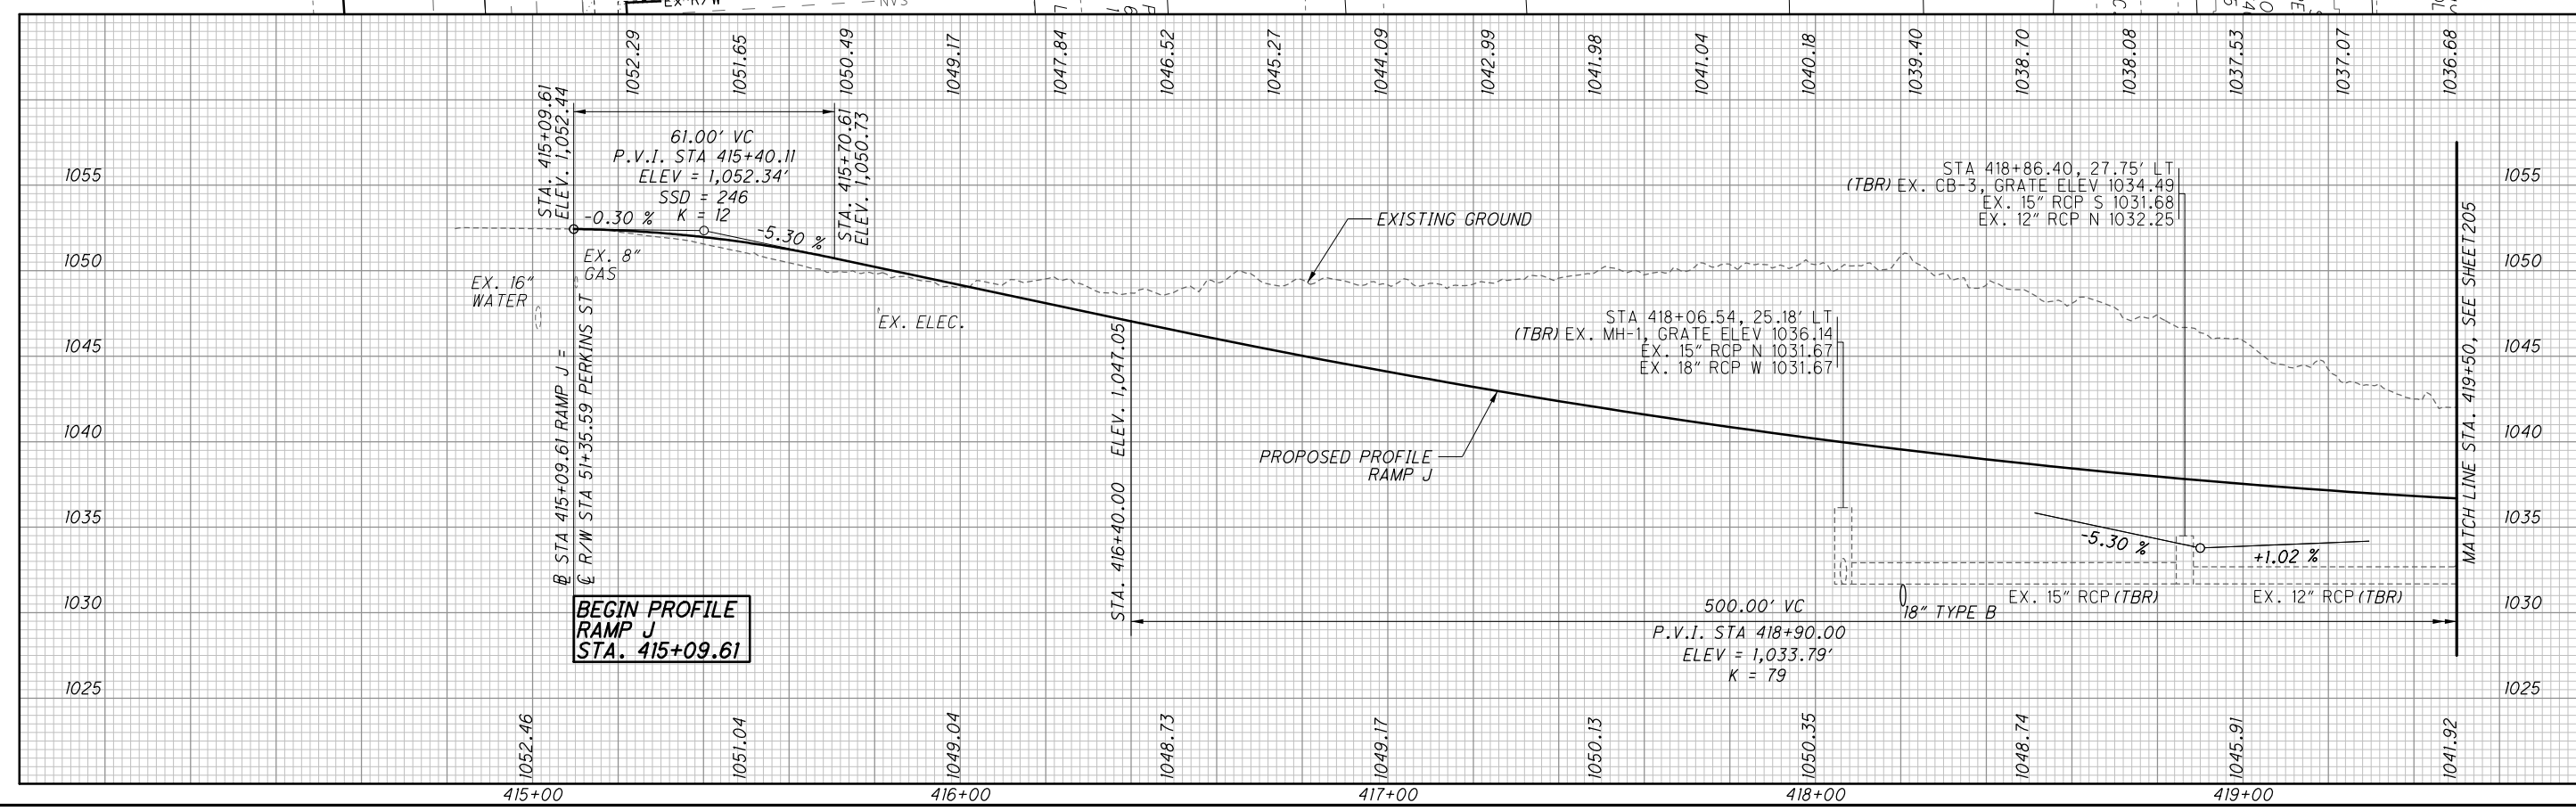 EX R/W
NVS
1052.29
1051.65
1050.49
1049.17
1047.84
1046.52
1045.27
1044.09
1042.99
1041.98
1041.04
1040.18
1039.40
1038.70
1038.08
1037.53
1037.07
1036.68
STA. 415+09.61
ELEV. 1,052.44
61.00' VC
P.V.I. STA 415+40.11
ELEV = 1,052.34'
SSD = 246
K = 12
-0.30 %
-5.30 %
STA. 415+70.61
ELEV. 1,050.73
1055
1050
1045
1040
1035
1030
1025
EX. 16" WATER
EX. 8"
GAS
EX. ELEC.
EXISTING GROUND
STA 418+86.40, 27.75' LT
(TBR) EX. CB-3, GRATE ELEV 1034.49
EX. 15" RCP S 1031.68
EX. 12" RCP N 1032.25
STA 418+06.54, 25.18' LT
(TBR) EX. MH-1, GRATE ELEV 1036.14
EX. 15" RCP N 1031.67
EX. 18" RCP W 1031.67
PROPOSED PROFILE
RAMP J
B STA 415+09.61 RAMP J =
℄ R/W STA 51+35.59 PERKINS ST
BEGIN PROFILE
RAMP J
STA. 415+09.61
STA. 416+40.00 ELEV. 1,047.05
500.00' VC
P.V.I. STA 418+90.00
ELEV = 1,033.79'
K = 79
18" TYPE B
-5.30 %
+1.02 %
EX. 15" RCP (TBR)
EX. 12" RCP (TBR)
MATCH LINE STA. 419+50, SEE SHEET 205
1055
1050
1045
1040
1035
1030
1025
1052.46
1051.04
1049.04
1048.73
1049.17
1050.13
1050.35
1048.74
1045.91
1041.92
415+00
416+00
417+00
418+00
419+00